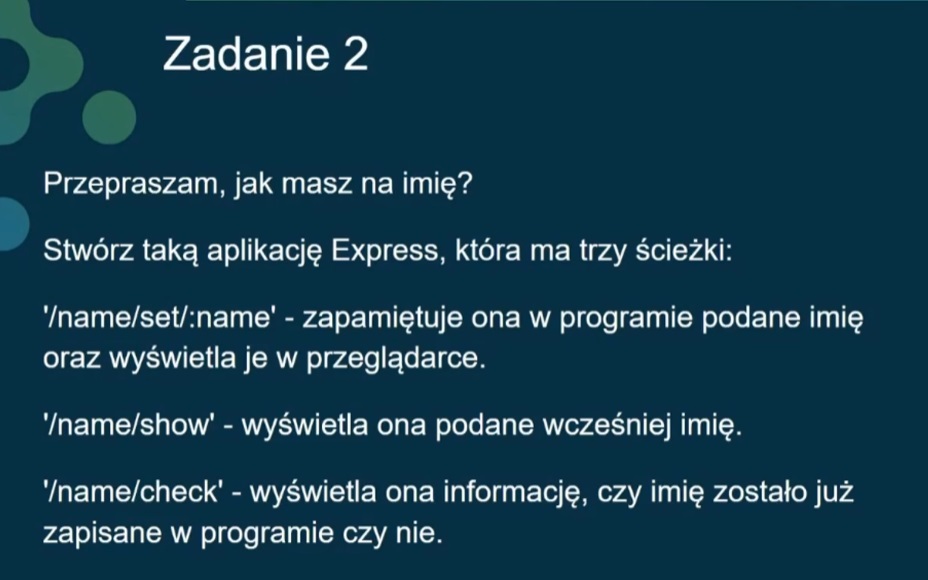 Zadanie 2
Przepraszam, jak masz na imię?
Stwórz taką aplikację Express, która ma trzy ścieżki:
'/name/set/:name' - zapamiętuje ona w programie podane imię
oraz wyświetla je w przeglądarce.
'/name/show' - wyświetla ona podane wcześniej imię.
'/name/check' - wyświetla ona informację, czy imię zostało już
zapisane w programie czy nie.